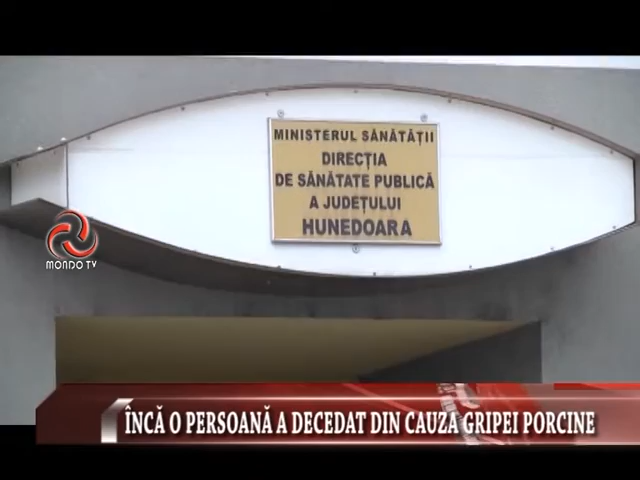 MINISTERUL SĂNĂTĂȚII
DIRECȚIA
DE SĂNĂTATE PUBLICĂ
A JUDEȚULUI
HUNEDOARA
MONDO TV
ÎNCĂ O PERSOANĂ A DECEDAT DIN CAUZA GRIPEI PORCINE